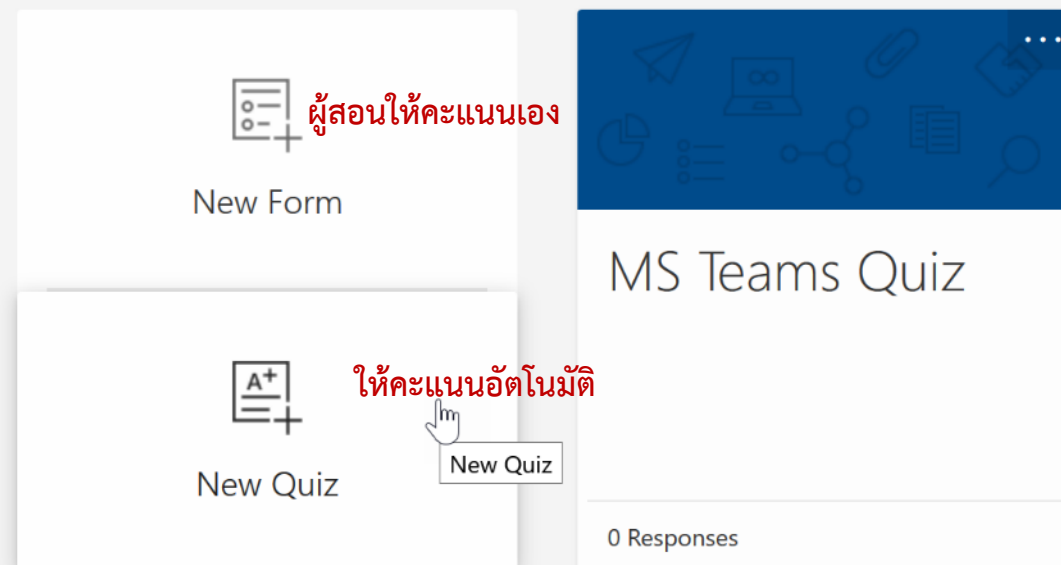 ผู้สอนให้คะแนนเอง
New Form
ให้คะแนนอัตโนมัติ
A+
New Quiz
New Quiz
...
MS Teams Quiz
0 Responses